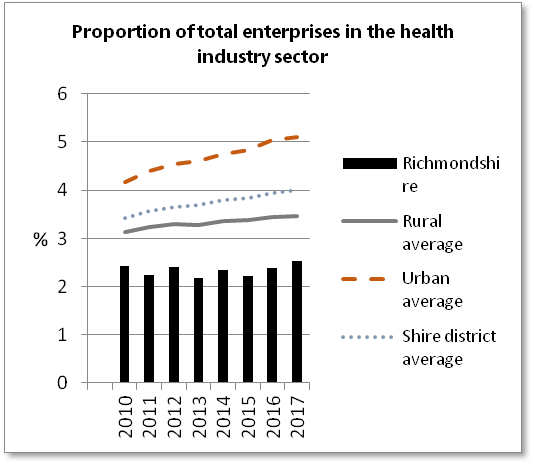 Proportion of total enterprises in the health
industry sector
6
5
4
3
2
1
0
%
2010
2011
2012
2013
2014
2015
2016
2017
Richmondshi
re
Rural
average
Urban
average
Shire district
average